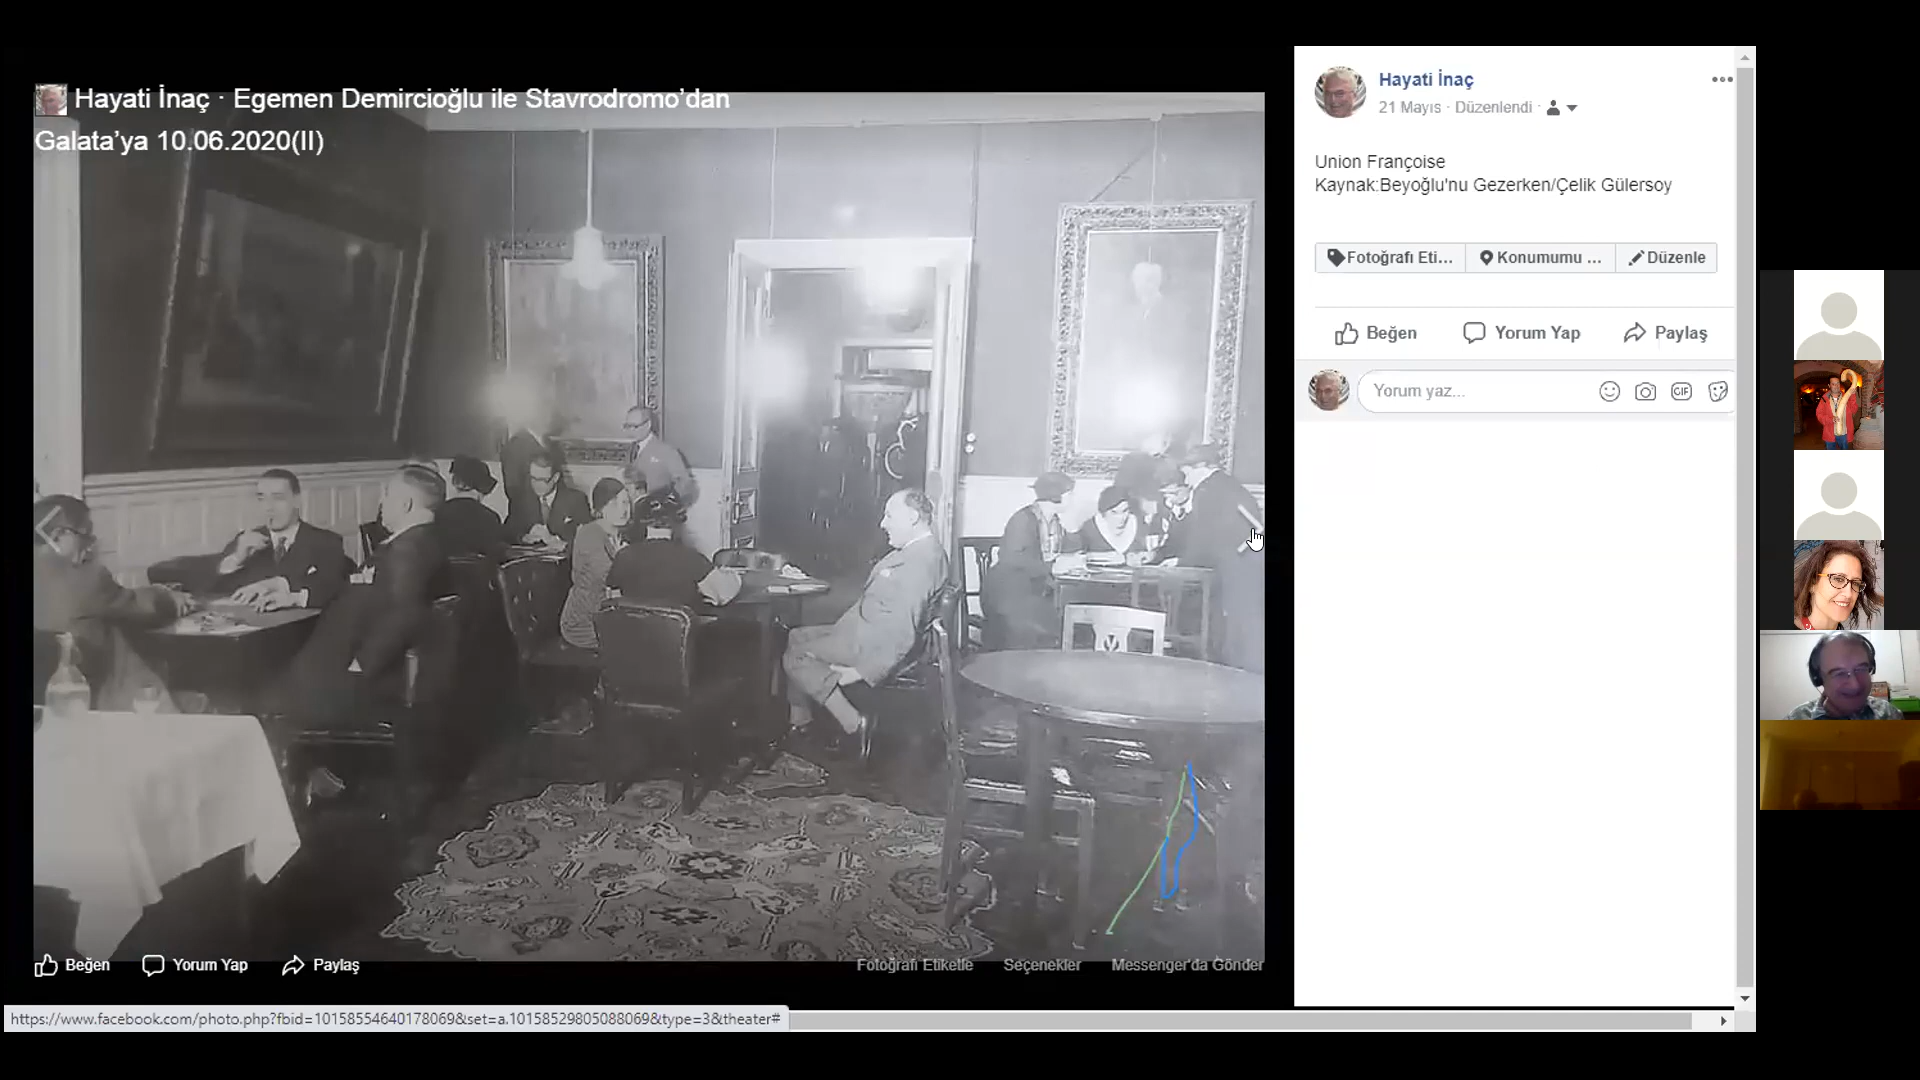 Hayati İnaç · Egemen Demircioğlu ile Stavrodromo’dan
Galata’ya 10.06.2020(II)
Beğen
Yorum Yap
Paylaş
Fotoğrafı Etiketle
Seçenekler
Messenger'da Gönder
https://www.facebook.com/photo.php?fbid=10158554640178069&set=a.10158529805088069&type=3&theater#
Hayati İnaç
21 Mayıs · Düzenlendi ·
Union Françoise
Kaynak:Beyoğlu'nu Gezerken/Çelik Gülersoy
Fotoğrafı Eti...
Konumumu ...
Düzenle
Beğen
Yorum Yap
Paylaş
Yorum yaz...
GIF